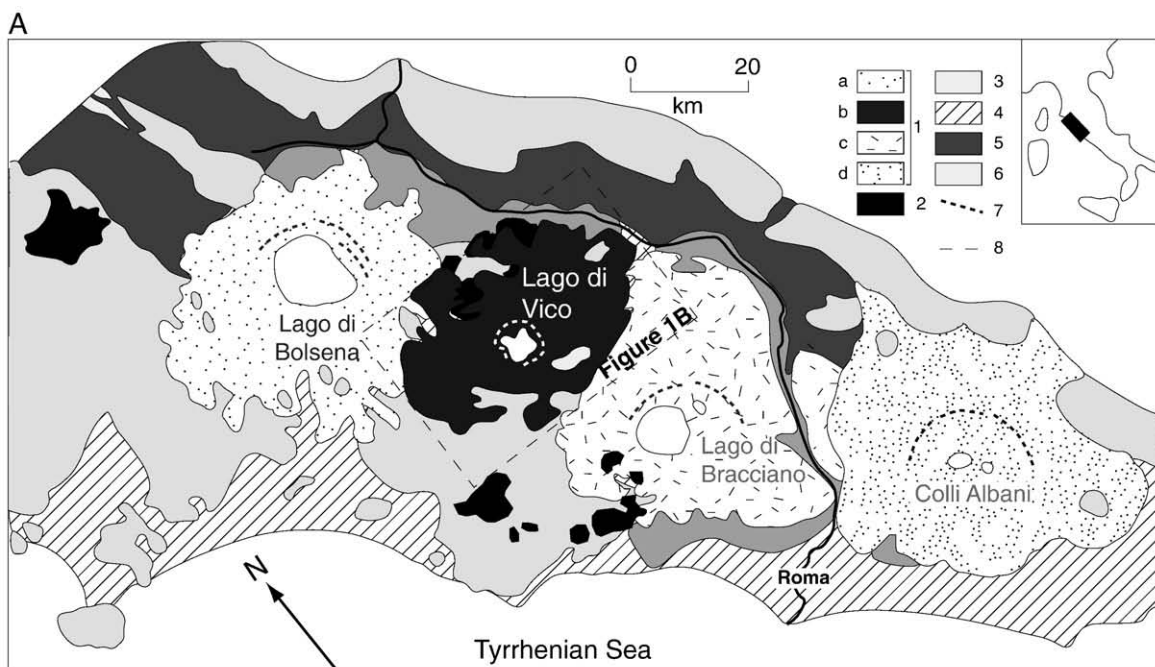 A
0 20
km
a
b
c
d
1
2
3
4
5
6
7
8
Lago di
Vico
Lago di
Bolsena
Figure 1B
Lago di
Bracciano
Colli Albani
Roma
N
Tyrrhenian Sea